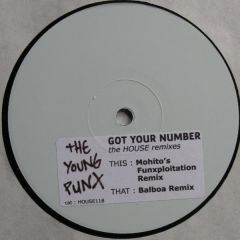 THE
YOUNG
PUNX
cat : HOUSE118
GOT YOUR NUMBER
the HOUSE remixes
THIS : Mohito's
Funxploitation
Remix
THAT : Balboa Remix